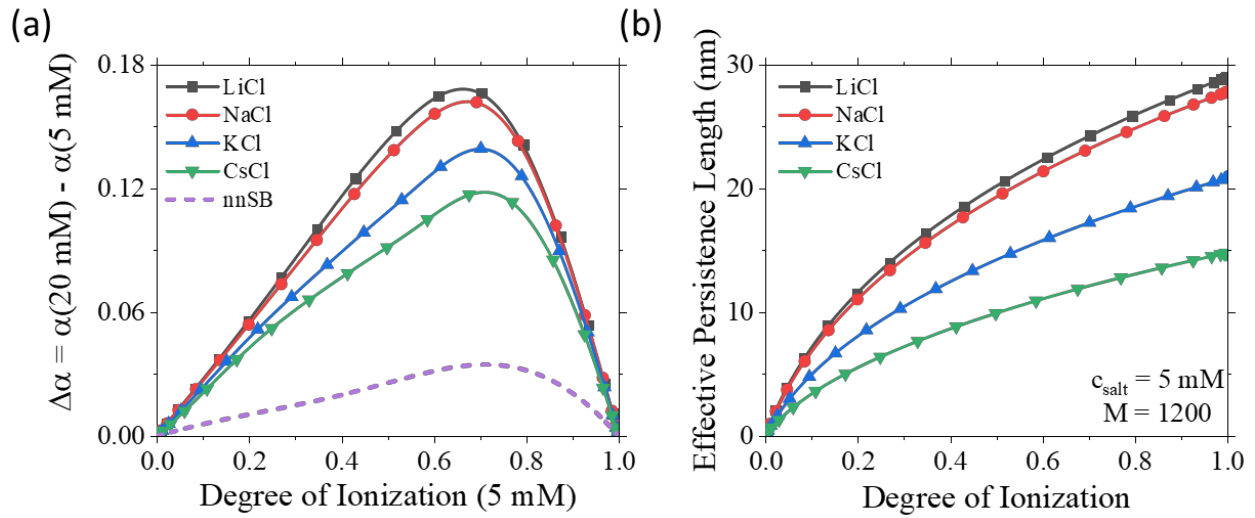 (a)
Δα = α(20 mM) - α(5 mM)
0.18
0.12
0.06
0.00
LiCl
NaCl
KCl
CsCl
nnSB
0.0 0.2 0.4 0.6 0.8 1.0
Degree of Ionization (5 mM)
(b)
Effective Persistence Length (nm)
30
20
10
0
LiCl
NaCl
KCl
CsCl
c_salt = 5 mM
M = 1200
0.0 0.2 0.4 0.6 0.8 1.0
Degree of Ionization